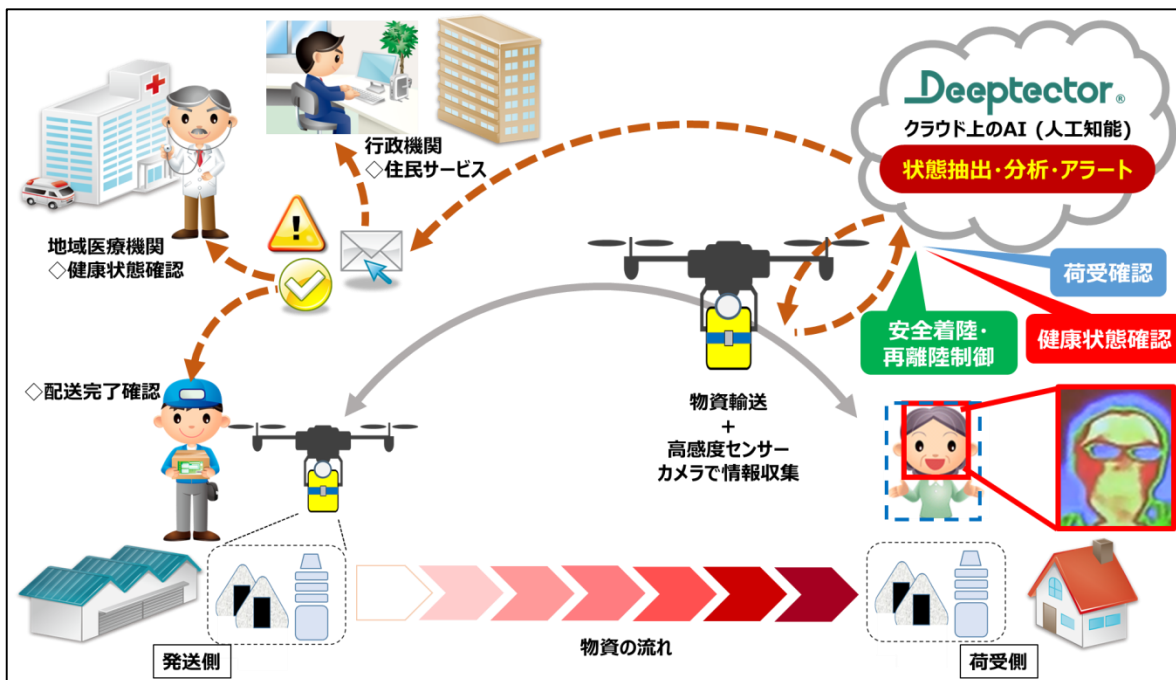 Deeptector®
クラウド上のAI (人工知能)
状態抽出・分析・アラート
行政機関
◇住民サービス
地域医療機関
◇健康状態確認
荷受確認
安全着陸・
再離陸制御
健康状態確認
◇配送完了確認
物資輸送
+
高感度センサー
カメラで情報収集
物資の流れ
発送側
荷受側